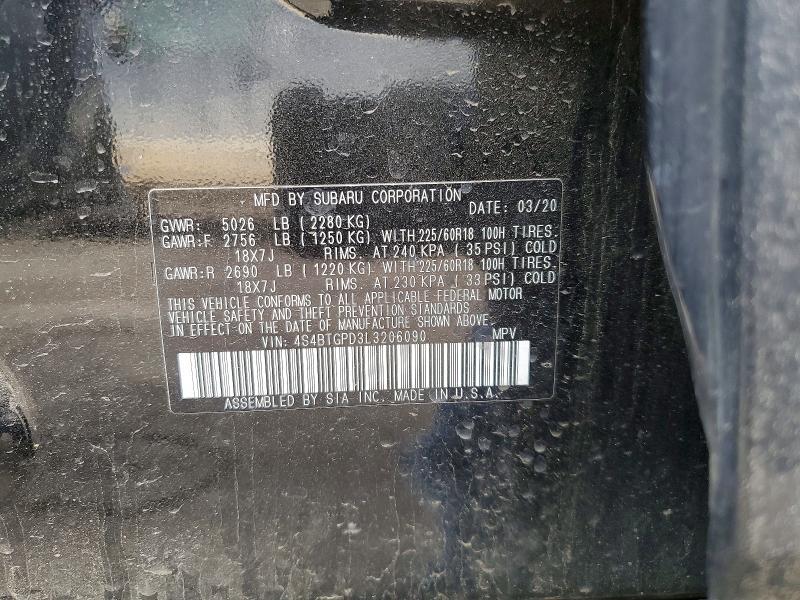 MFD BY SUBARU CORPORATION
DATE: 03/20
GVWR: 5026 LB ( 2280 KG)
GAWR:F 2756 LB ( 1250 KG) WITH 225/60R18 100H TIRES.
18X7J RIMS. AT 240 KPA ( 35 PSI) COLD
GAWR:R 2690 LB ( 1220 KG) WITH 225/60R18 100H TIRES.
18X7J RIMS. AT 230 KPA ( 33 PSI) COLD
THIS VEHICLE CONFORMS TO ALL APPLICABLE FEDERAL MOTOR
VEHICLE SAFETY AND THEFT PREVENTION STANDARDS
IN EFFECT ON THE DATE OF MANUFACTURE SHOWN ABOVE.
VIN: 4S4BTGPD3L3206090 MPV
ASSEMBLED BY SIA INC. MADE IN U.S.A.